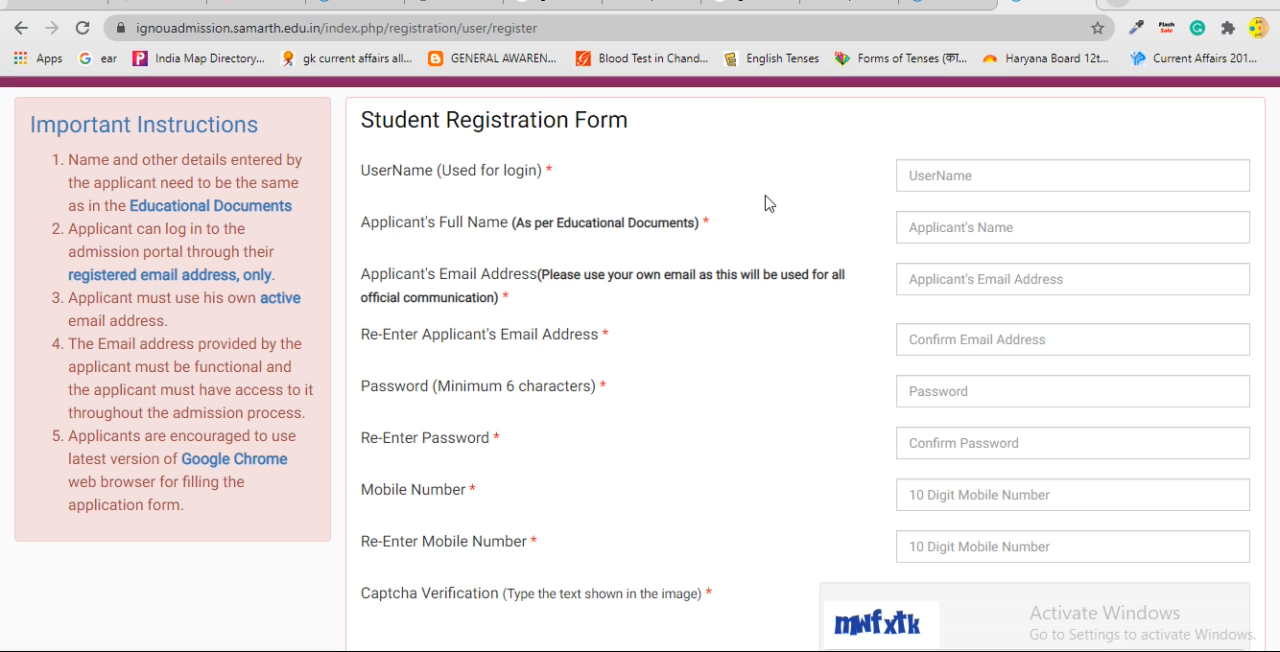 ignouadmission.samarth.edu.in/index.php/registration/user/register
Apps
ear
India Map Directory...
gk current affairs all...
GENERAL AWAREN...
Blood Test in Chand...
English Tenses
Forms of Tenses (का...
Haryana Board 12t...
Current Affairs 201...
Important Instructions
1. Name and other details entered by
the applicant need to be the same
as in the Educational Documents
2. Applicant can log in to the
admission portal through their
registered email address, only.
3. Applicant must use his own active
email address.
4. The Email address provided by the
applicant must be functional and
the applicant must have access to it
throughout the admission process.
5. Applicants are encouraged to use
latest version of Google Chrome
web browser for filling the
application form.
Student Registration Form
UserName (Used for login) *
UserName
Applicant's Full Name (As per Educational Documents) *
Applicant's Name
Applicant's Email Address(Please use your own email as this will be used for all
official communication) *
Applicant's Email Address
Re-Enter Applicant's Email Address *
Confirm Email Address
Password (Minimum 6 characters) *
Password
Re-Enter Password *
Confirm Password
Mobile Number *
10 Digit Mobile Number
Re-Enter Mobile Number *
10 Digit Mobile Number
Captcha Verification (Type the text shown in the image) *
mwfxtk
Activate Windows
Go to Settings to activate Windows.